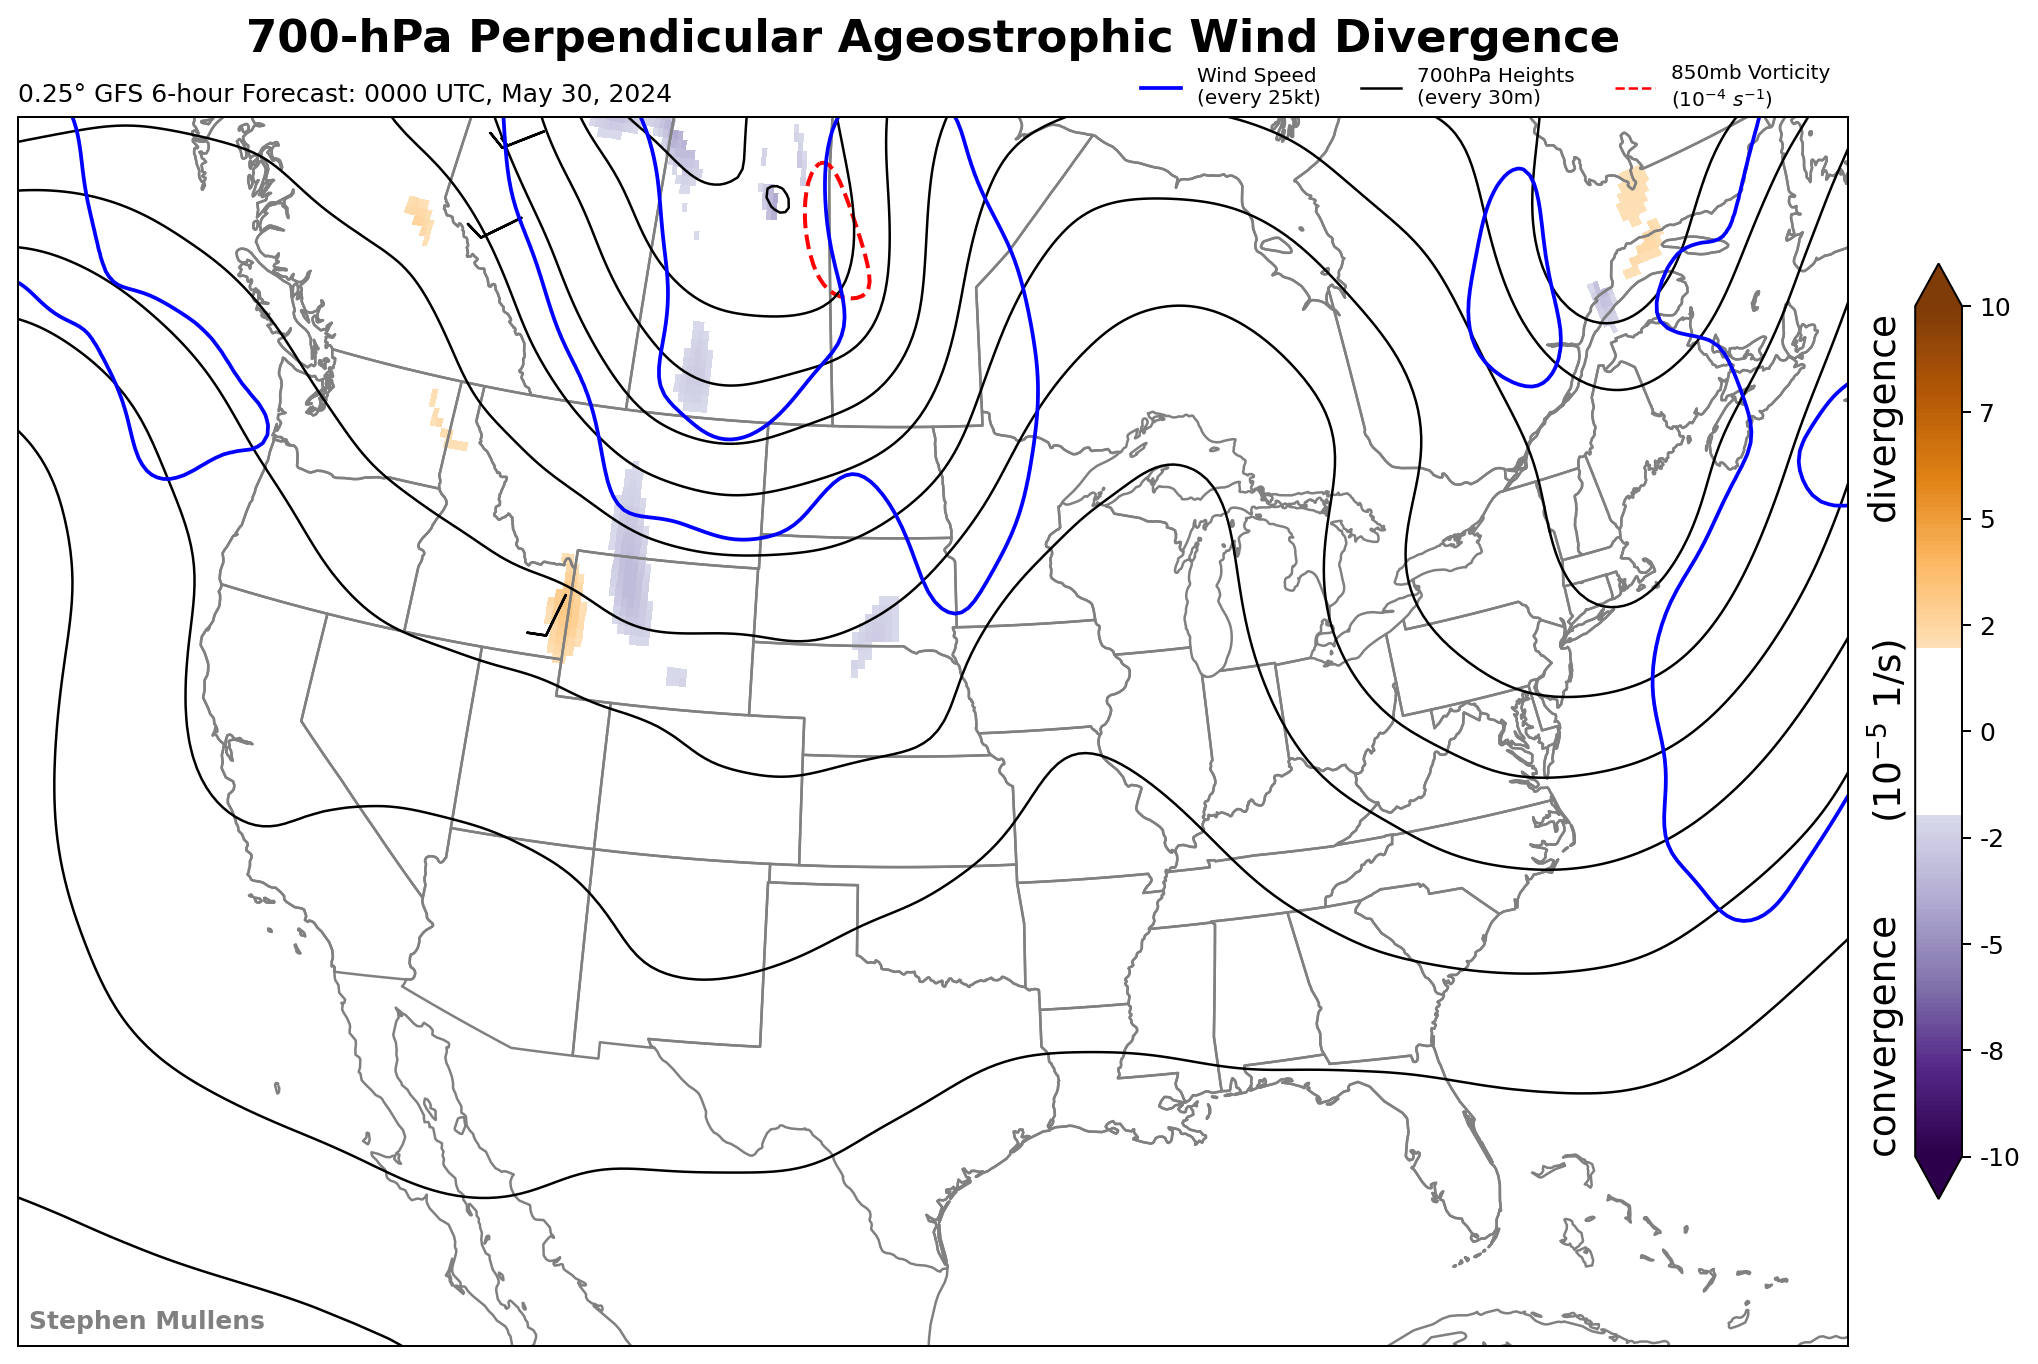 700-hPa Perpendicular Ageostrophic Wind Divergence
0.25° GFS 6-hour Forecast: 0000 UTC, May 30, 2024
Wind Speed
(every 25kt)
700hPa Heights
(every 30m)
850mb Vorticity
(10⁻⁴ s⁻¹)
10
7
5
2
0
-2
-5
-8
-10
convergence (10⁻⁵ 1/s) divergence
Stephen Mullens